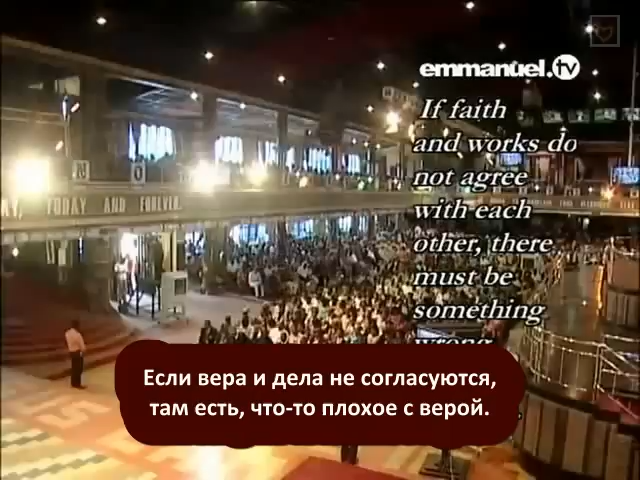 emmanuel.tv
If faith
and works do
not agree
with each
other, there
must be
something
wrong
TODAY AND FOREVER
Если вера и дела не согласуются,
там есть, что-то плохое с верой.